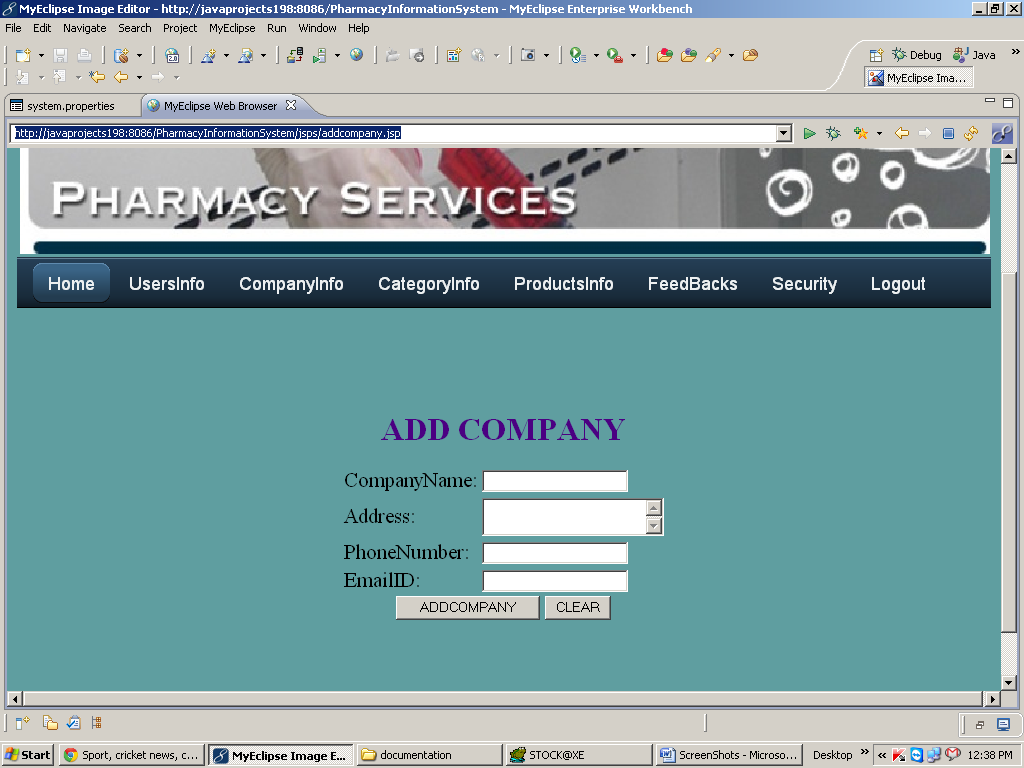 MyEclipse Image Editor - http://javaprojects198:8086/PharmacyInformationSystem - MyEclipse Enterprise Workbench
File Edit Navigate Search Project MyEclipse Run Window Help
2.0
Debug Java »
MyEclipse Ima...
system.properties MyEclipse Web Browser
http://javaprojects198:8086/PharmacyInformationSystem/jsps/addcompany.jsp
PHARMACY SERVICES
Home UsersInfo CompanyInfo CategoryInfo ProductsInfo FeedBacks Security Logout
ADD COMPANY
CompanyName:
Address:
PhoneNumber:
EmailID:
ADDCOMPANY CLEAR
Start Sport, cricket news, c... MyEclipse Image E... documentation STOCK@XE ScreenShots - Microso... Desktop » « 12:38 PM